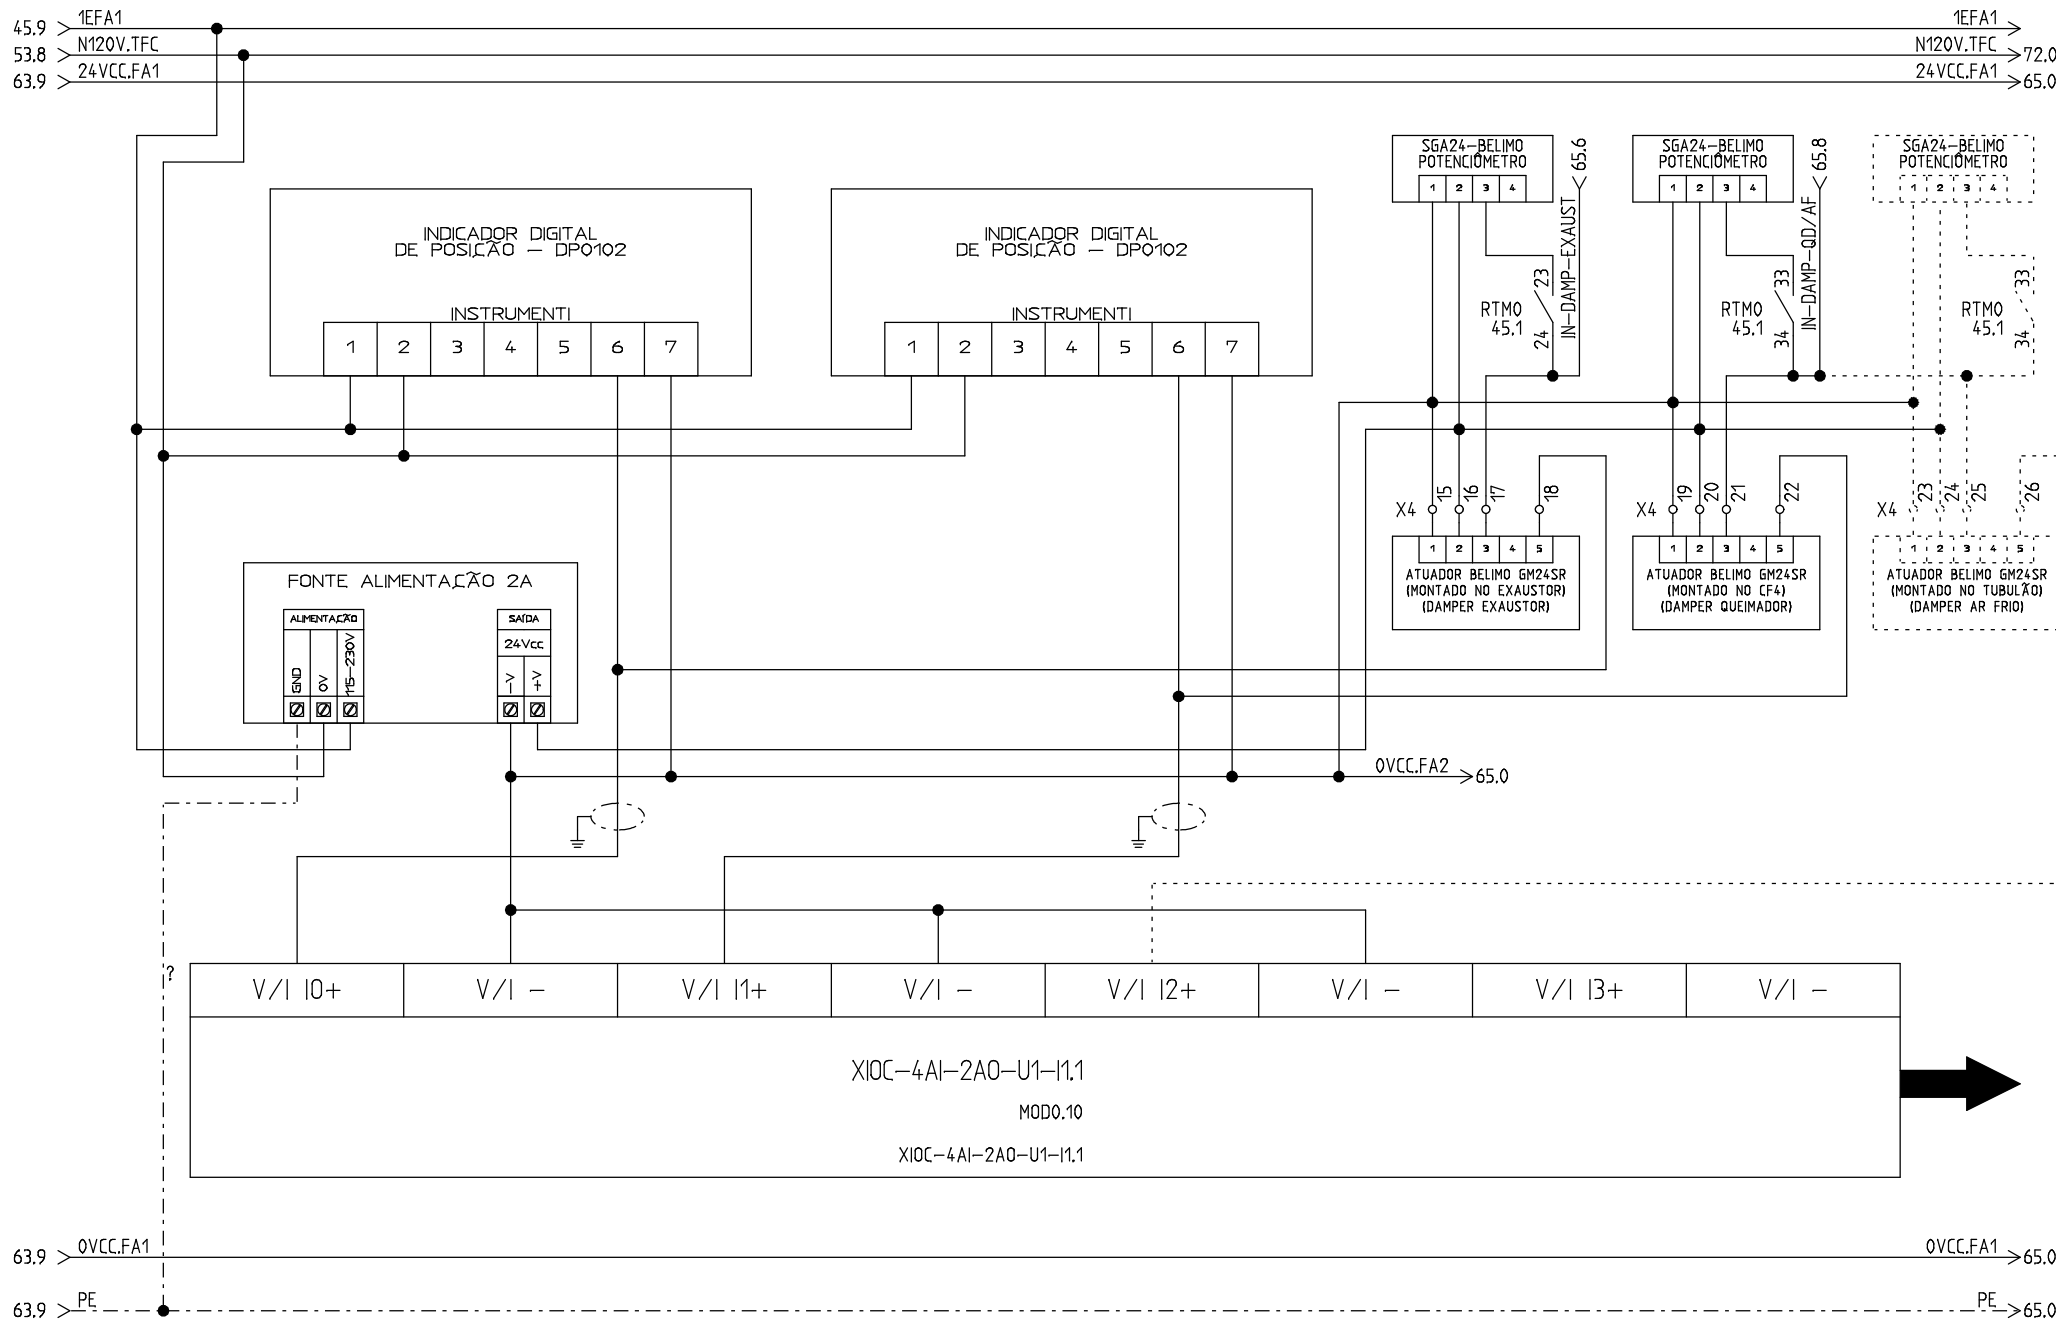 45.9 1EFA1 1EFA1
53.8 N120V.TFC N120V.TFC 72.0
63.9 24VCC.FA1 24VCC.FA1 65.0
INDICADOR DIGITAL
DE POSIÇÃO - DP0102
INSTRUMENTI
1 2 3 4 5 6 7
INDICADOR DIGITAL
DE POSIÇÃO - DP0102
INSTRUMENTI
1 2 3 4 5 6 7
SGA24-BELIMO
POTENCIÔMETRO
1 2 3 4
65.6
IN-DAMP-EXAUST
23
RTM0
45.1
24
SGA24-BELIMO
POTENCIÔMETRO
1 2 3 4
65.8
IN-DAMP-QD/AF
33
RTM0
45.1
34
SGA24-BELIMO
POTENCIÔMETRO
1 2 3 4
33
RTM0
45.1
34
X4 15 16 17 18
1 2 3 4 5
ATUADOR BELIMO GM24SR
(MONTADO NO EXAUSTOR)
(DAMPER EXAUSTOR)
X4 19 20 21 22
1 2 3 4 5
ATUADOR BELIMO GM24SR
(MONTADO NO CF4)
(DAMPER QUEIMADOR)
X4 23 24 25 26
1 2 3 4 5
ATUADOR BELIMO GM24SR
(MONTADO NO TUBULÃO)
(DAMPER AR FRIO)
FONTE ALIMENTAÇÃO 2A
ALIMENTAÇÃO
GND 0V 115-230V
SAÍDA
24Vcc
-V +V
0VCC.FA2 65.0
?
V/I I0+ V/I - V/I I1+ V/I - V/I I2+ V/I - V/I I3+ V/I -
XIOC-4AI-2AO-U1-I1.1
MOD0.10
XIOC-4AI-2AO-U1-I1.1
63.9 0VCC.FA1 0VCC.FA1 65.0
63.9 PE PE 65.0